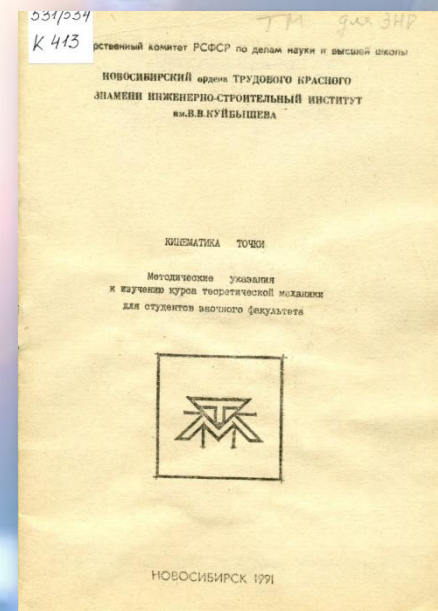 531/534
К 413
ТМ для ЗНР
рственный комитет РСФСР по делам науки и высшей школы
НОВОСИБИРСКИЙ ордена ТРУДОВОГО КРАСНОГО
ЗНАМЕНИ ИНЖЕНЕРНО-СТРОИТЕЛЬНЫЙ ИНСТИТУТ
им.В.В.КУЙБЫШЕВА
КИНЕМАТИКА ТОЧКИ
Методические указания
к изучению курса теоретической механики
для студентов заочного факультета
ТМ
НОВОСИБИРСК 1991